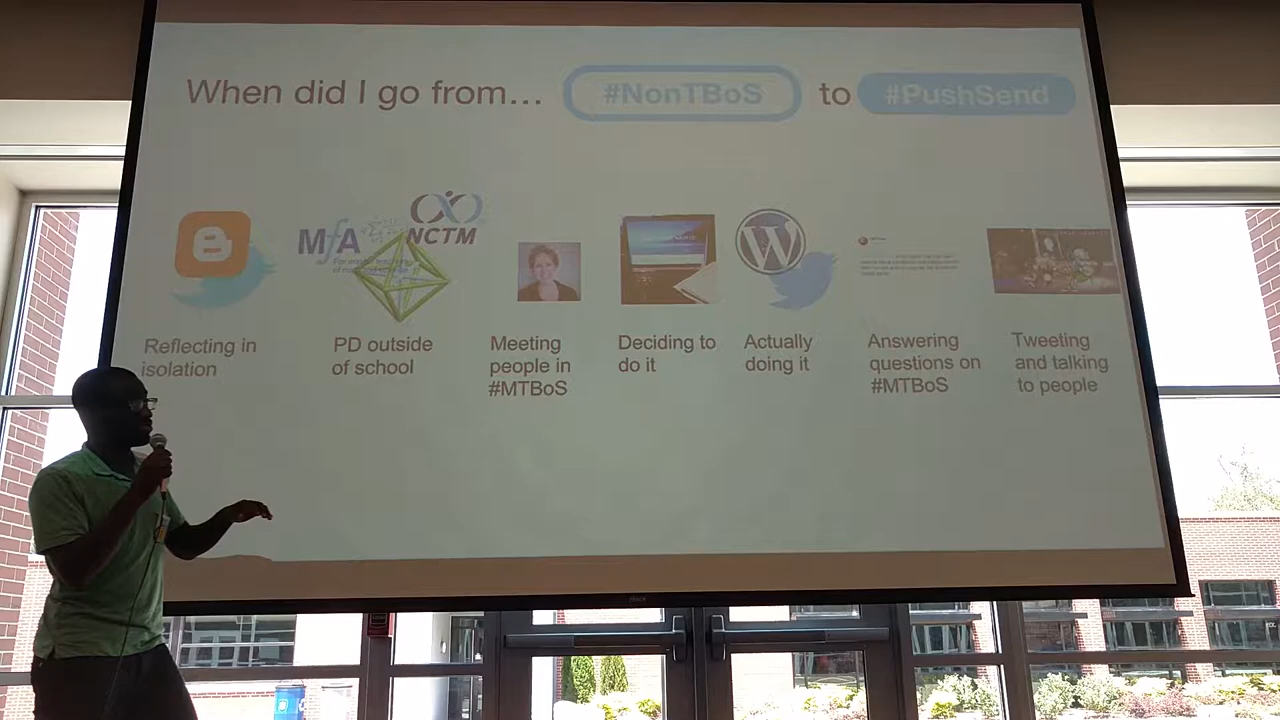 When did I go from... #NonTBoS to #PushSend
MfA
NCTM
Reflecting in
isolation
PD outside
of school
Meeting
people in
#MTBoS
Deciding to
do it
Actually
doing it
Answering
questions on
#MTBoS
Tweeting
and talking
to people